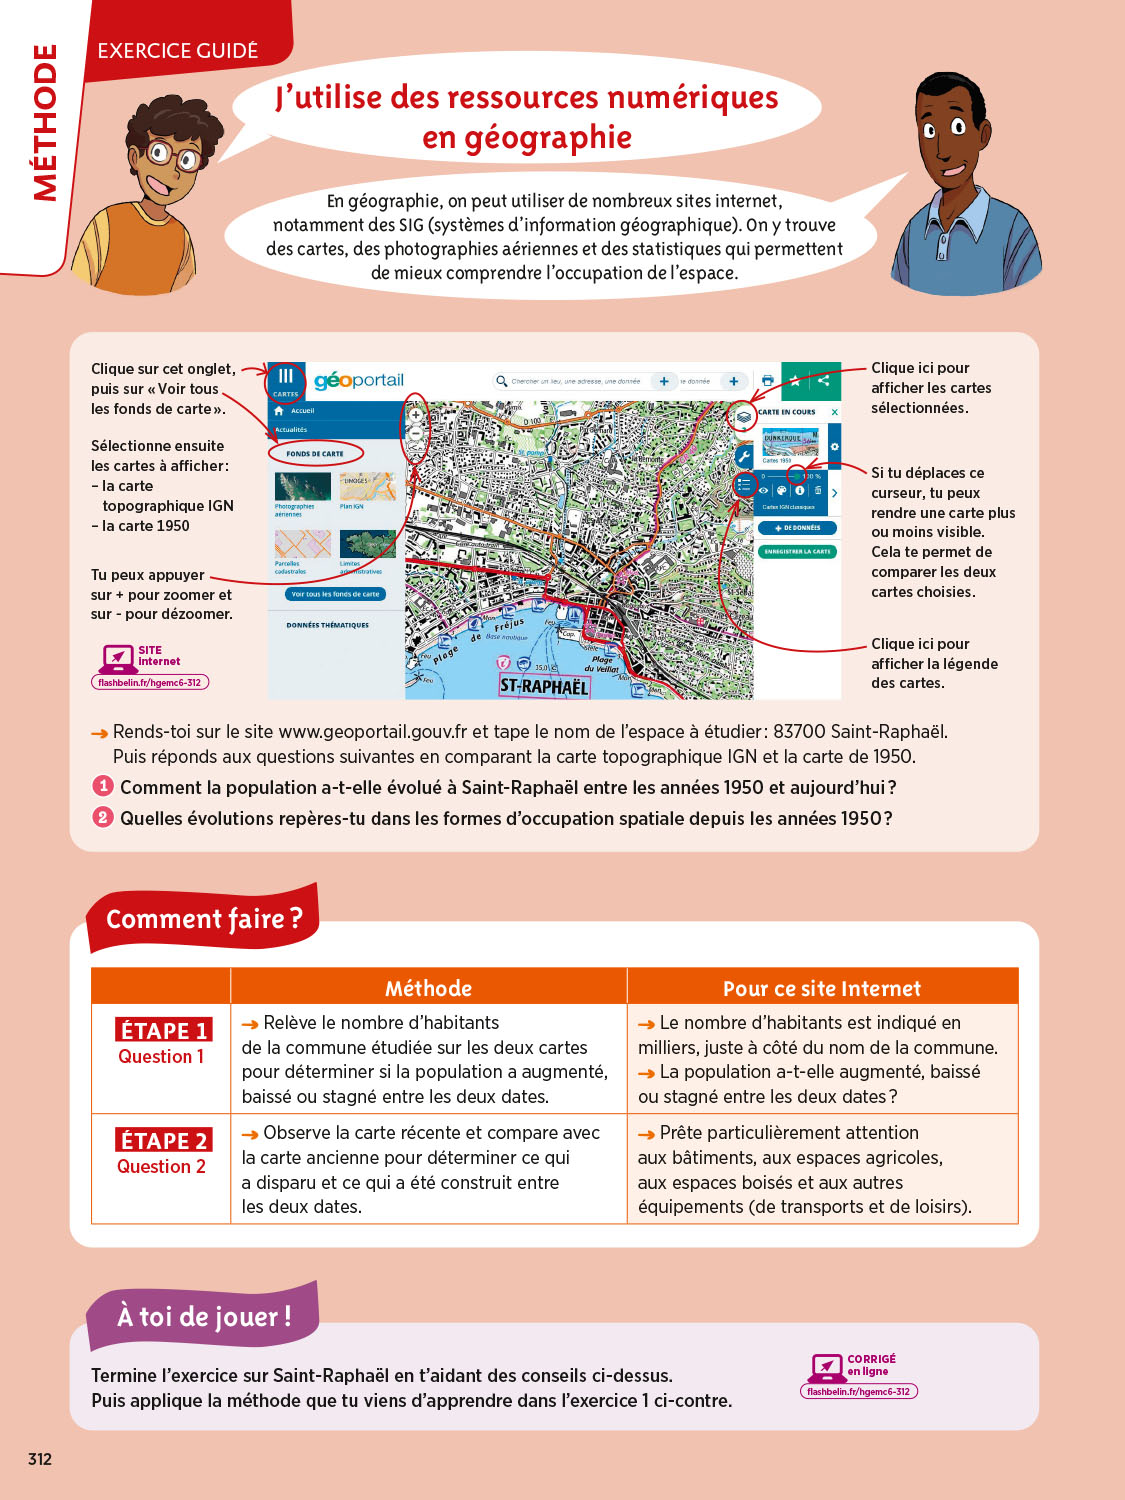 MÉTHODE
EXERCICE GUIDÉ
J'utilise des ressources numériques
en géographie
En géographie, on peut utiliser de nombreux sites internet,
notamment des SIG (systèmes d'information géographique). On y trouve
des cartes, des photographies aériennes et des statistiques qui permettent
de mieux comprendre l'occupation de l'espace.
Clique sur cet onglet,
puis sur « Voir tous
les fonds de carte ».
Sélectionne ensuite
les cartes à afficher :
– la carte
topographique IGN
– la carte 1950
Tu peux appuyer
sur + pour zoomer et
sur - pour dézoomer.
SITE
Internet
flashbelin.fr/hgemc6-312
CARTES
géoportail
Chercher un lieu, une adresse, une donnée
Accueil
Actualités
FONDS DE CARTE
LIMOGES
Photographies
aériennes
Plan IGN
Parcelles
cadastrales
Limites
administratives
Voir tous les fonds de carte
DONNÉES THÉMATIQUES
D 100
Plage de Fréjus
Base nautique
Feu
Cap.
Plage
du Veillat
ST-RAPHAËL
35,0
CARTE EN COURS
DUNKERQUE
Cartes 1950
0
100 %
Cartes IGN classiques
+ DE DONNÉES
ENREGISTRER LA CARTE
Clique ici pour
afficher les cartes
sélectionnées.
Si tu déplaces ce
curseur, tu peux
rendre une carte plus
ou moins visible.
Cela te permet de
comparer les deux
cartes choisies.
Clique ici pour
afficher la légende
des cartes.
➞ Rends-toi sur le site www.geoportail.gouv.fr et tape le nom de l'espace à étudier : 83700 Saint-Raphaël.
Puis réponds aux questions suivantes en comparant la carte topographique IGN et la carte de 1950.
1 Comment la population a-t-elle évolué à Saint-Raphaël entre les années 1950 et aujourd'hui ?
2 Quelles évolutions repères-tu dans les formes d'occupation spatiale depuis les années 1950 ?
Comment faire ?
Méthode
Pour ce site Internet
ÉTAPE 1
Question 1
➞ Relève le nombre d'habitants
de la commune étudiée sur les deux cartes
pour déterminer si la population a augmenté,
baissé ou stagné entre les deux dates.
➞ Le nombre d'habitants est indiqué en
milliers, juste à côté du nom de la commune.
➞ La population a-t-elle augmenté, baissé
ou stagné entre les deux dates ?
ÉTAPE 2
Question 2
➞ Observe la carte récente et compare avec
la carte ancienne pour déterminer ce qui
a disparu et ce qui a été construit entre
les deux dates.
➞ Prête particulièrement attention
aux bâtiments, aux espaces agricoles,
aux espaces boisés et aux autres
équipements (de transports et de loisirs).
À toi de jouer !
Termine l'exercice sur Saint-Raphaël en t'aidant des conseils ci-dessus.
Puis applique la méthode que tu viens d'apprendre dans l'exercice 1 ci-contre.
CORRIGÉ
en ligne
flashbelin.fr/hgemc6-312
312